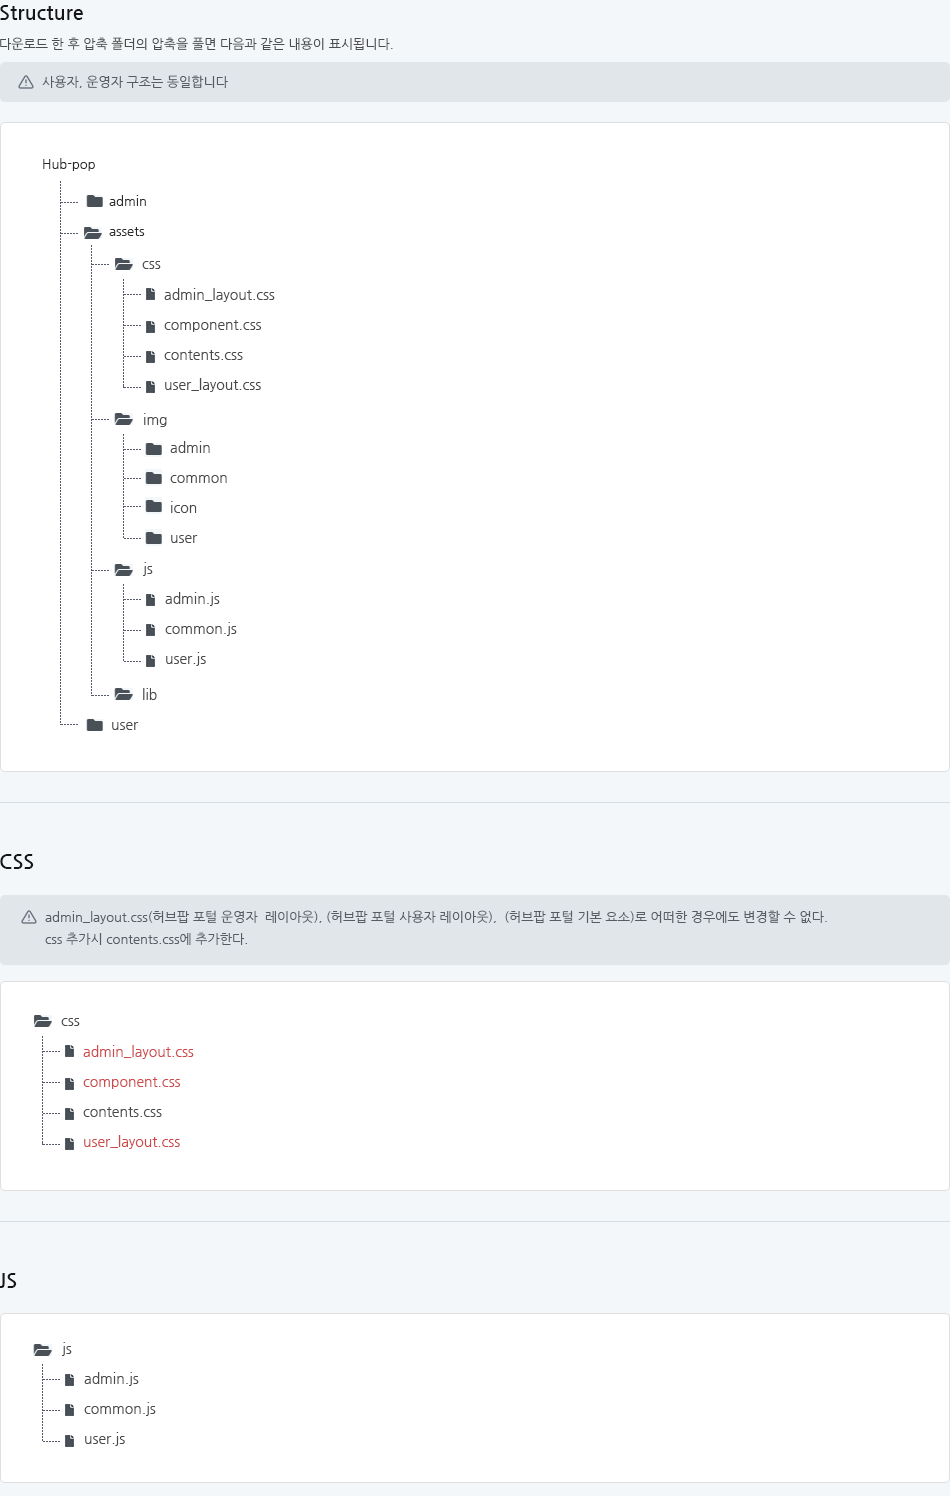 Structure
다운로드 한 후 압축 폴더의 압축을 풀면 다음과 같은 내용이 표시됩니다.
사용자, 운영자 구조는 동일합니다
Hub-pop
admin
assets
css
admin_layout.css
component.css
contents.css
user_layout.css
img
admin
common
icon
user
js
admin.js
common.js
user.js
lib
user
CSS
admin_layout.css(허브팝 포털 운영자 레이아웃), (허브팝 포털 사용자 레이아웃), (허브팝 포털 기본 요소)로 어떠한 경우에도 변경할 수 없다.
css 추가시 contents.css에 추가한다.
css
admin_layout.css
component.css
contents.css
user_layout.css
JS
js
admin.js
common.js
user.js